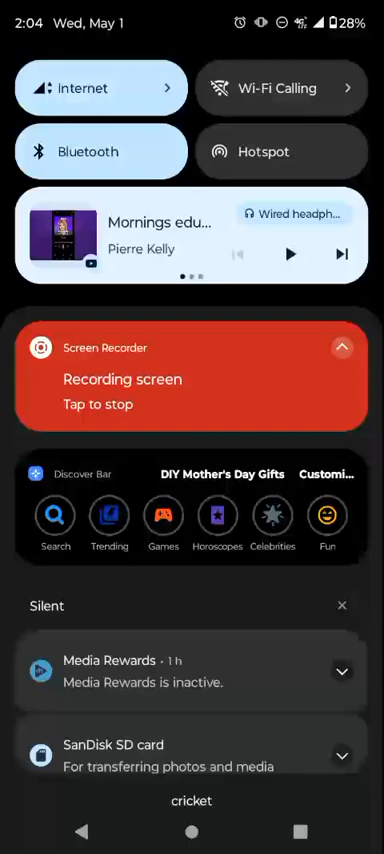 2:04 Wed, May 1 4G LTE 28%
Internet Wi-Fi Calling
Bluetooth Hotspot
Wired headph...
Mornings edu...
Pierre Kelly
Screen Recorder
Recording screen
Tap to stop
Discover Bar DIY Mother's Day Gifts Customi...
Search Trending Games Horoscopes Celebrities Fun
Silent
Media Rewards • 1 h
Media Rewards is inactive.
SanDisk SD card
For transferring photos and media
cricket